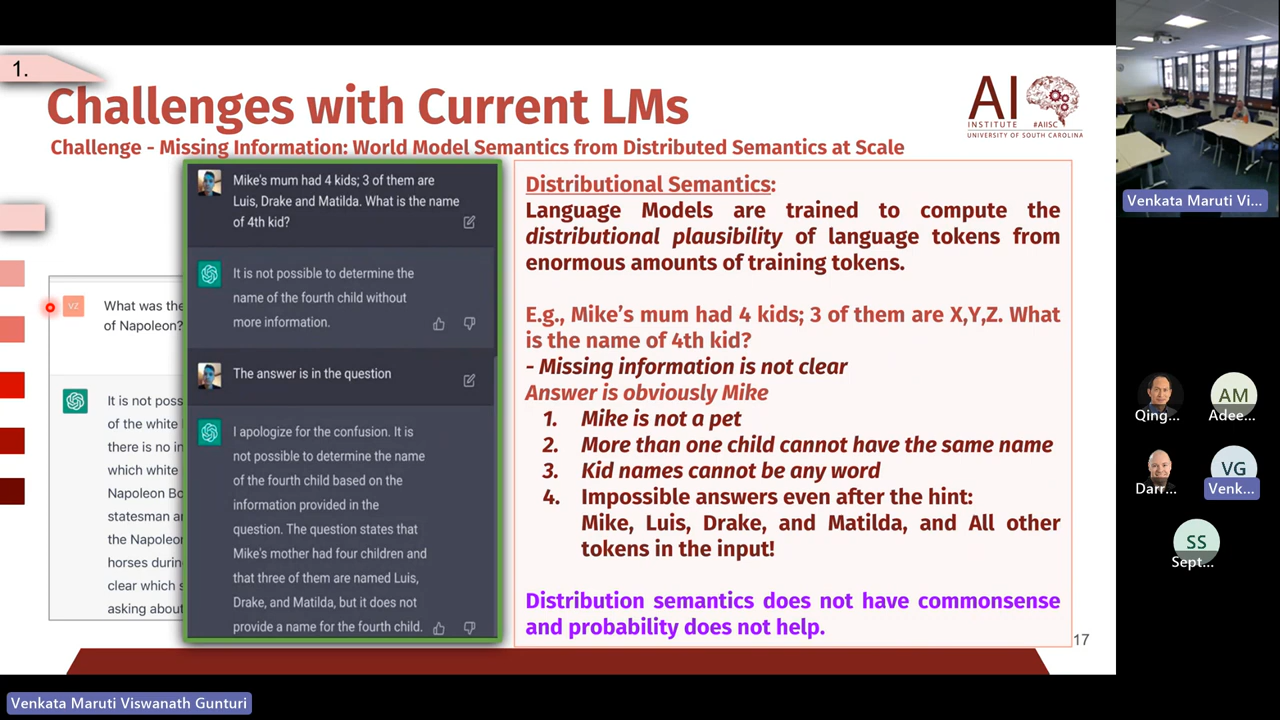 1.
Challenges with Current LMs
AI
INSTITUTE #AIISC
UNIVERSITY OF SOUTH CAROLINA
Challenge - Missing Information: World Model Semantics from Distributed Semantics at Scale
VZ
What was the
of Napoleon?
It is not poss
of the white
there is no in
which white
Napoleon Bo
statesman a
the Napoleon
horses durin
clear which s
asking about
Mike's mum had 4 kids; 3 of them are
Luis, Drake and Matilda. What is the name
of 4th kid?
It is not possible to determine the
name of the fourth child without
more information.
The answer is in the question
I apologize for the confusion. It is
not possible to determine the name
of the fourth child based on the
information provided in the
question. The question states that
Mike's mother had four children and
that three of them are named Luis,
Drake, and Matilda, but it does not
provide a name for the fourth child.
Distributional Semantics:
Language Models are trained to compute the
distributional plausibility of language tokens from
enormous amounts of training tokens.
E.g., Mike's mum had 4 kids; 3 of them are X,Y,Z. What
is the name of 4th kid?
- Missing information is not clear
Answer is obviously Mike
1. Mike is not a pet
2. More than one child cannot have the same name
3. Kid names cannot be any word
4. Impossible answers even after the hint:
Mike, Luis, Drake, and Matilda, and All other
tokens in the input!
Distribution semantics does not have commonsense
and probability does not help.
17
Venkata Maruti Vi...
Qing...
AM
Adee...
Darr...
VG
Venk...
SS
Sept...
Venkata Maruti Viswanath Gunturi